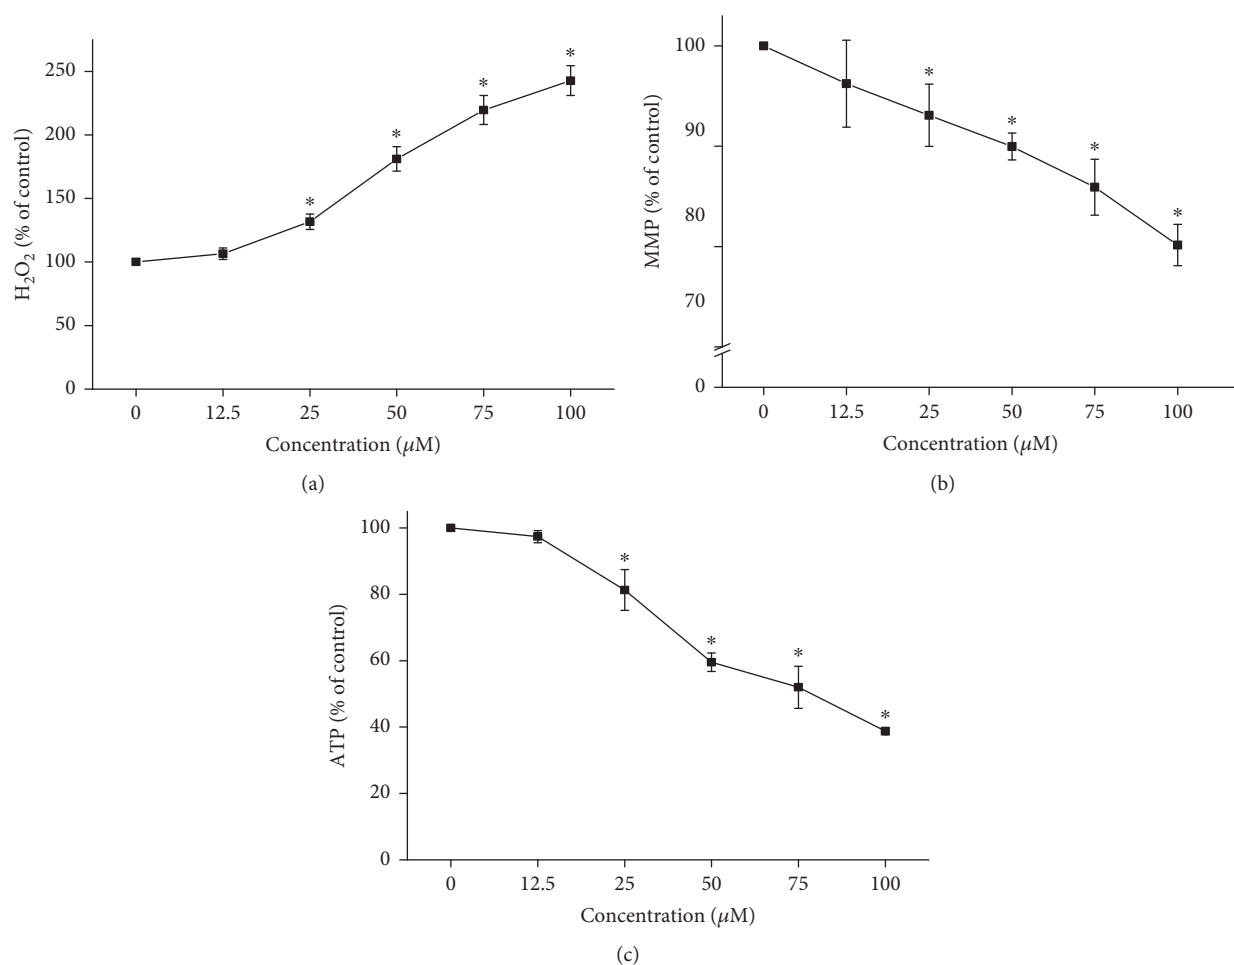 H₂O₂ (% of control)
250
200
150
100
50
0
*
*
*
*
0 12.5 25 50 75 100
Concentration (μM)
(a)
MMP (% of control)
100
90
80
70
0
*
*
*
*
0 12.5 25 50 75 100
Concentration (μM)
(b)
ATP (% of control)
100
80
60
40
20
0
*
*
*
*
0 12.5 25 50 75 100
Concentration (μM)
(c)